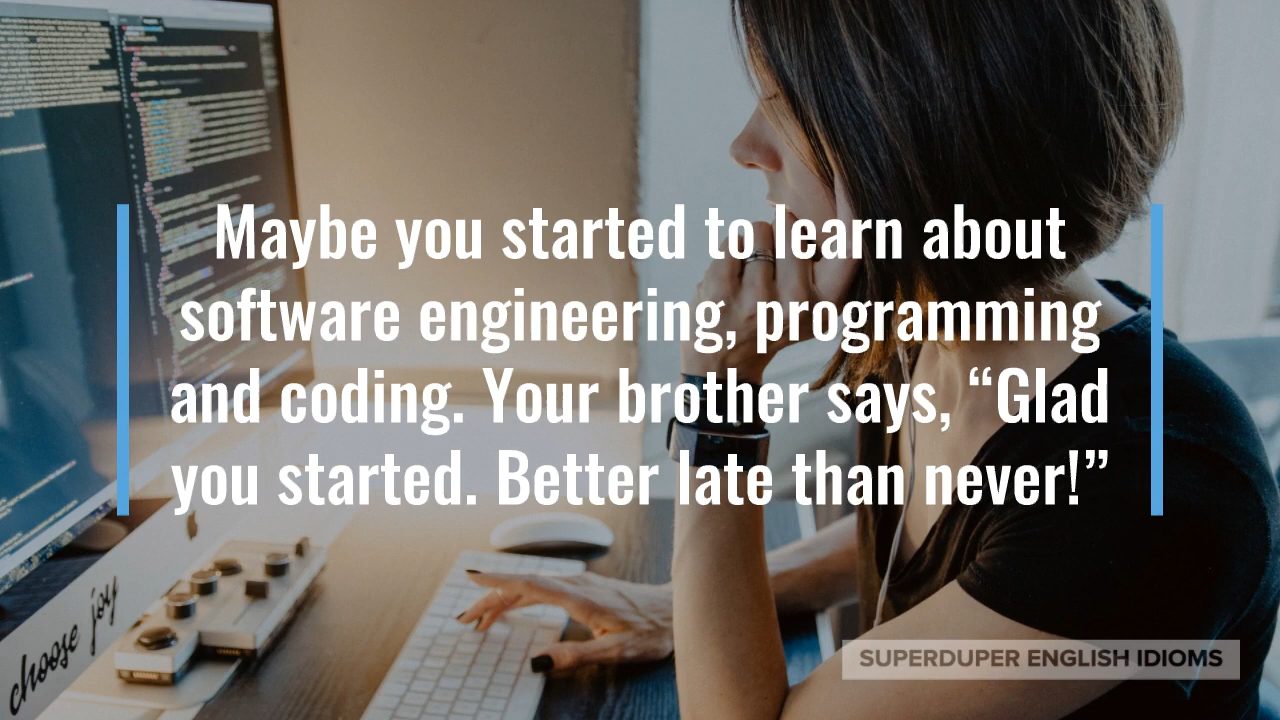 Maybe you started to learn about
software engineering, programming
and coding. Your brother says, “Glad
you started. Better late than never!”
choose joy
SUPERDUPER ENGLISH IDIOMS